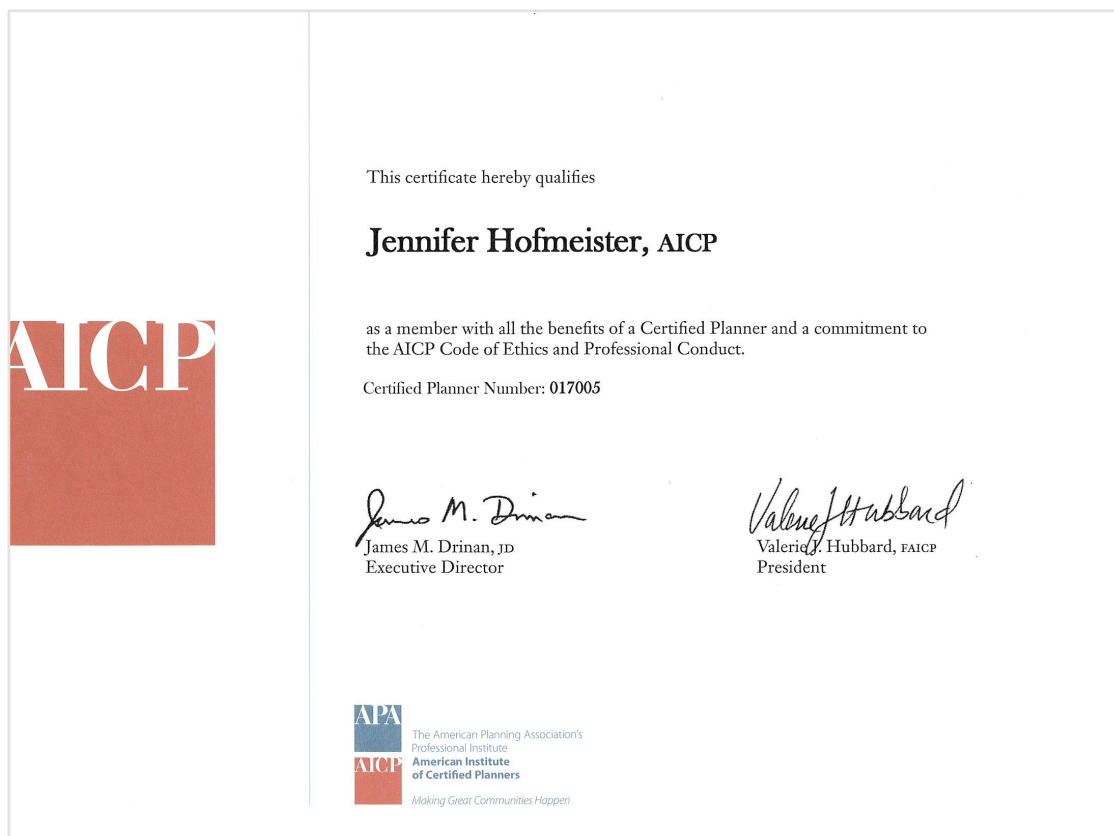 This certificate hereby qualifies
Jennifer Hofmeister, AICP
AICP
as a member with all the benefits of a Certified Planner and a commitment to
the AICP Code of Ethics and Professional Conduct.
Certified Planner Number: 017005
James M. Drinan
Valerie J Hubbard
James M. Drinan, JD
Executive Director
Valerie J. Hubbard, FAICP
President
APA
AICP
The American Planning Association's
Professional Institute
American Institute
of Certified Planners
Making Great Communities Happen